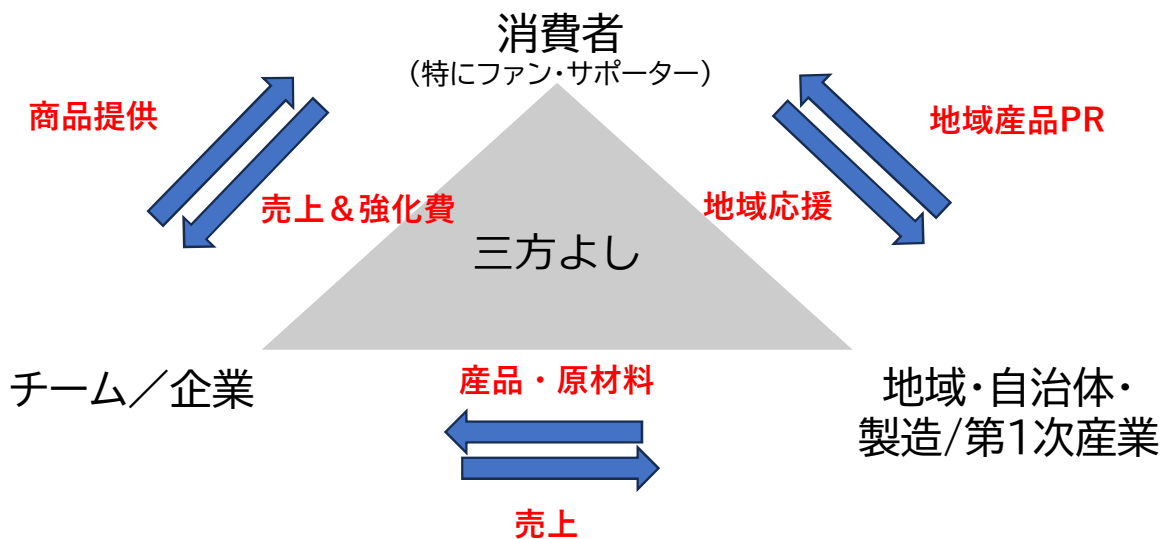 消費者
（特にファン・サポーター）
商品提供
地域産品PR
売上＆強化費
地域応援
三方よし
チーム／企業
産品・原材料
地域・自治体・
製造/第1次産業
売上